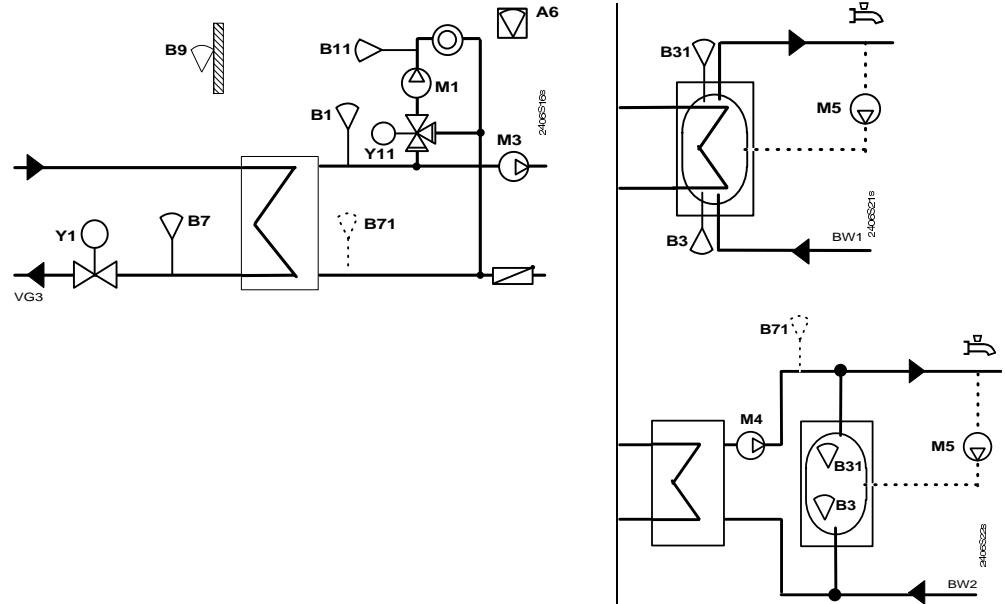 A6
B9
B11
M1
B1
Y11
2406S16s
M3
B7
B71
Y1
VG3
B31
M5
B3
BW1
2406S21s
B71
M4
M5
B31
B3
2406S22s
BW2